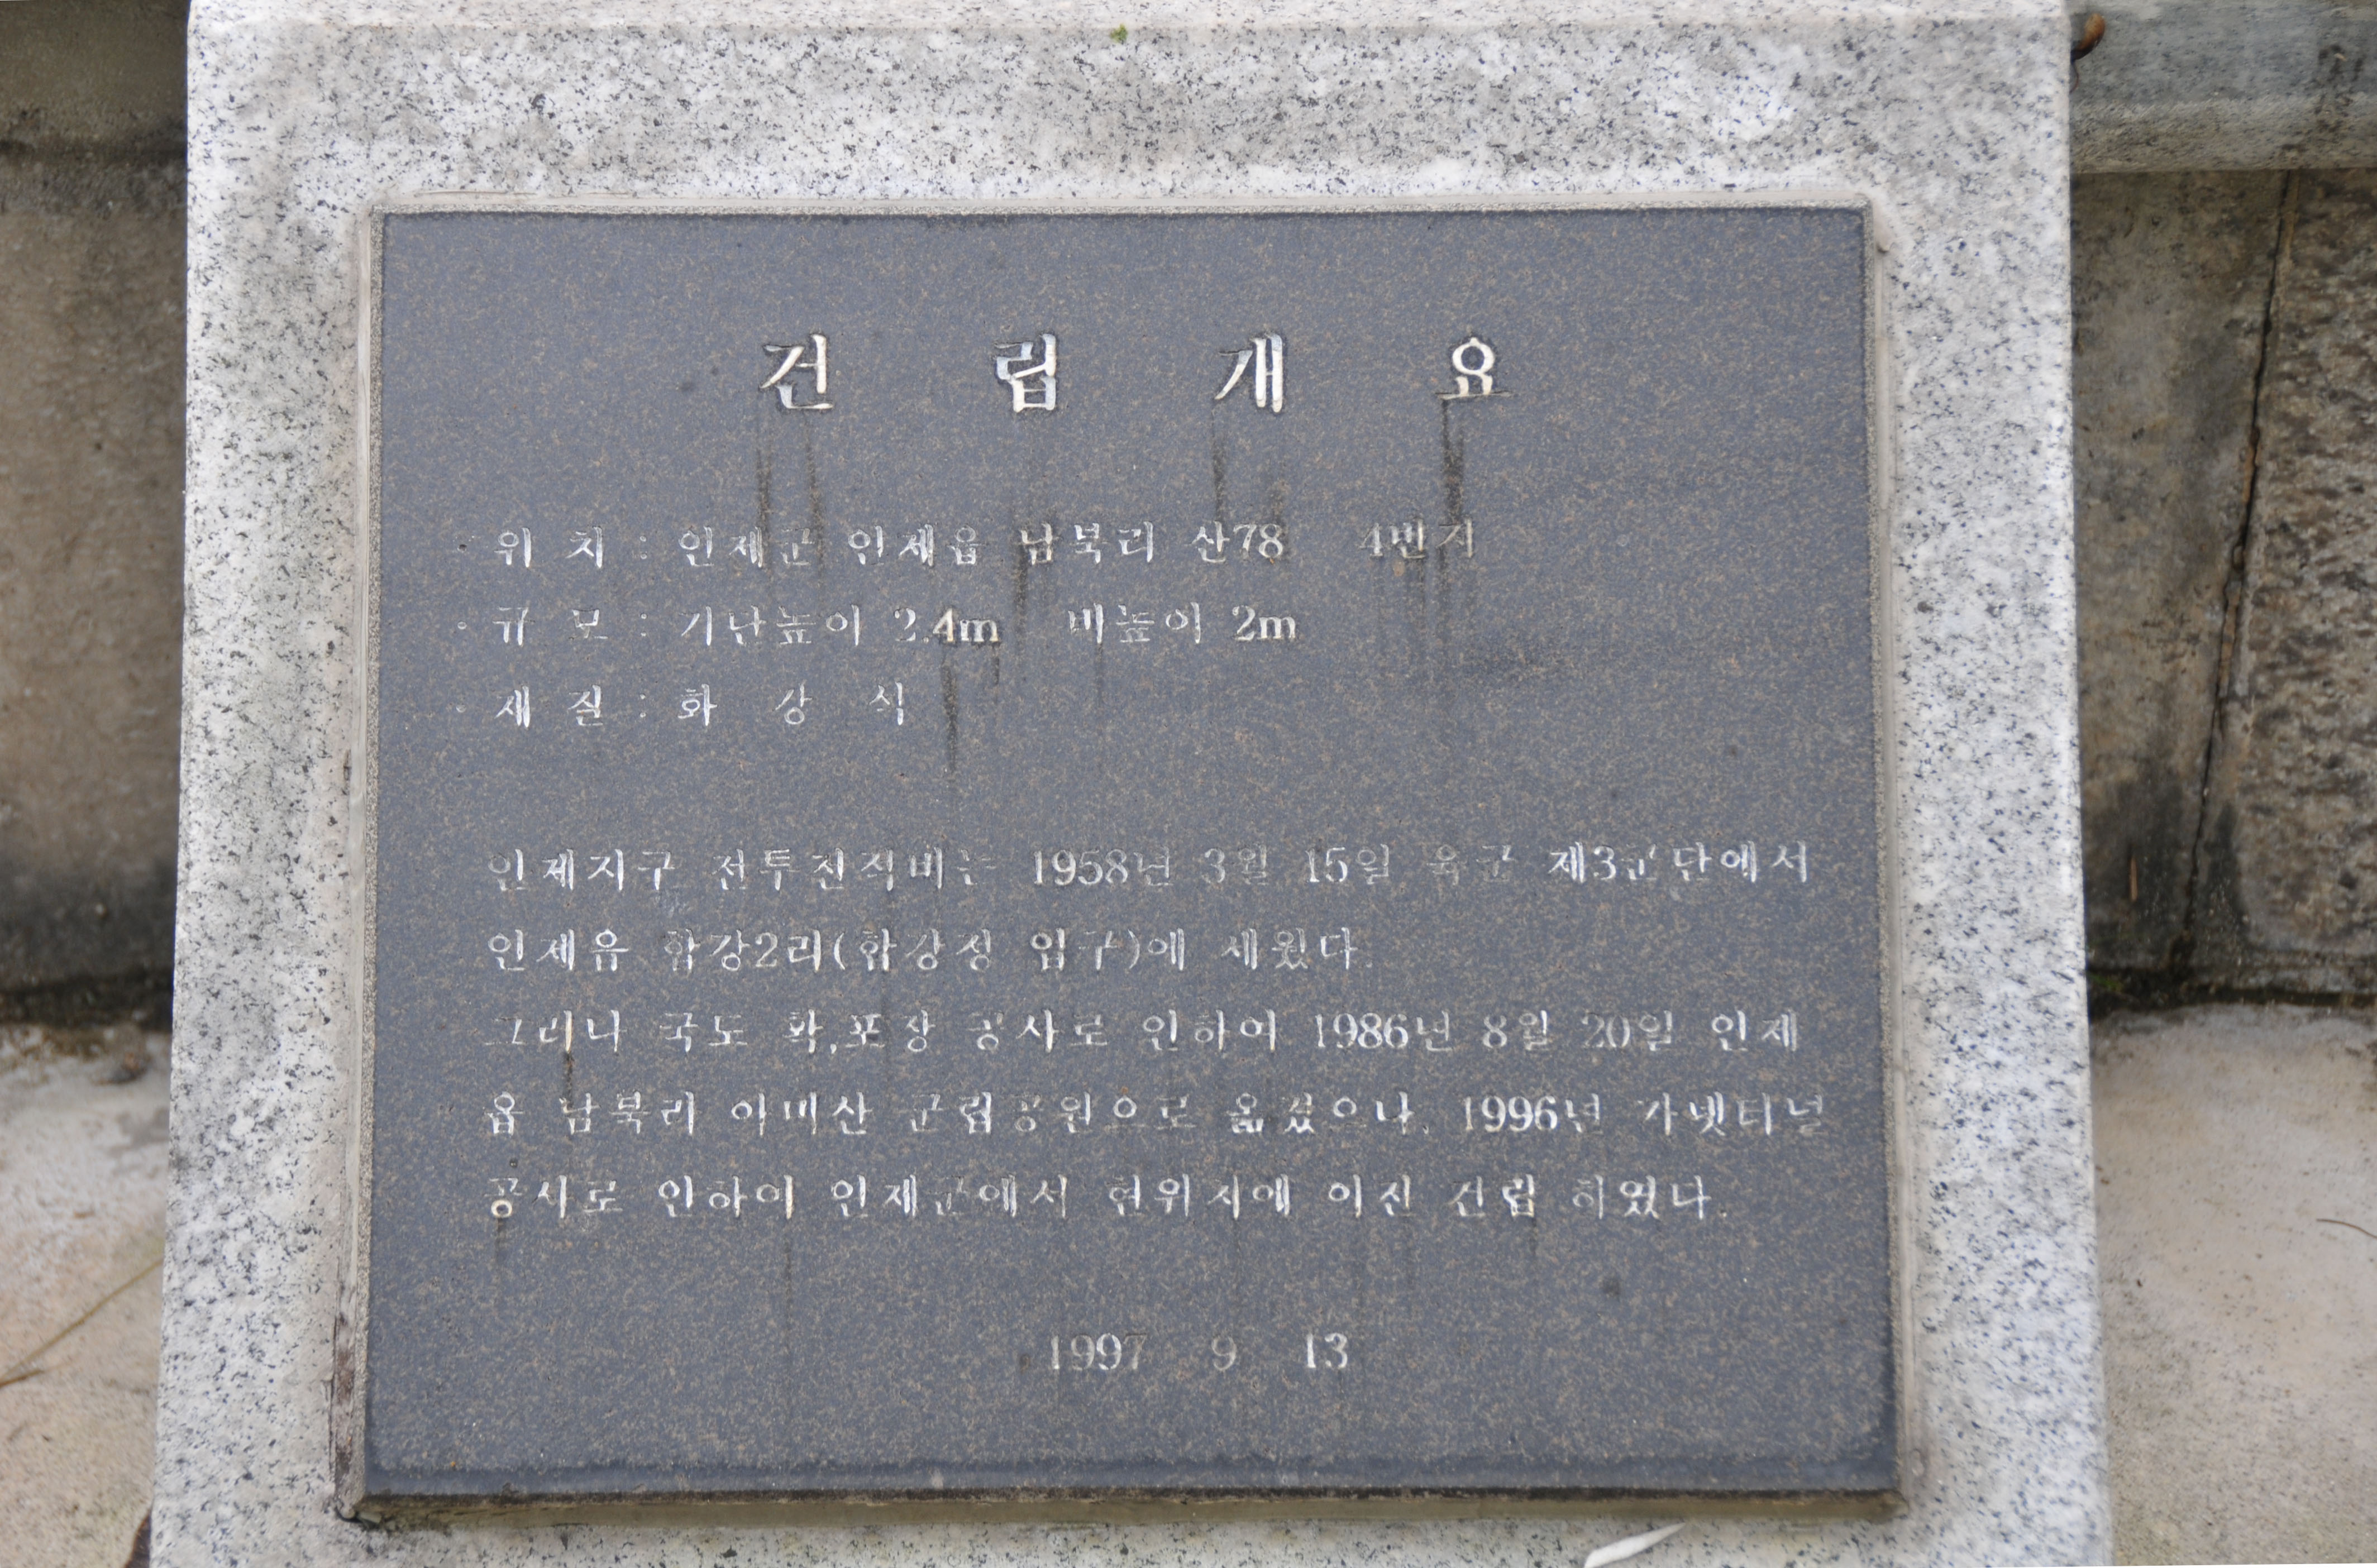 건 립 개 요
· 위 치 : 인제군 인제읍 남북리 산78 4번지
· 규 모 : 기단높이 2.4m 비높이 2m
· 재 질 : 화 강 석
인제지구 전투전적비는 1958년 3월 15일 육군 제3군단에서
인제읍 합강2리(합강정 입구)에 세웠다.
그러나 국도 확,포장 공사로 인하여 1986년 8월 20일 인제
읍 남북리 아미산 군립공원으로 옮겼으나, 1996년 터널
공사로 인하여 인제군에서 현위치에 이전 건립 하였다.
1997 9 13